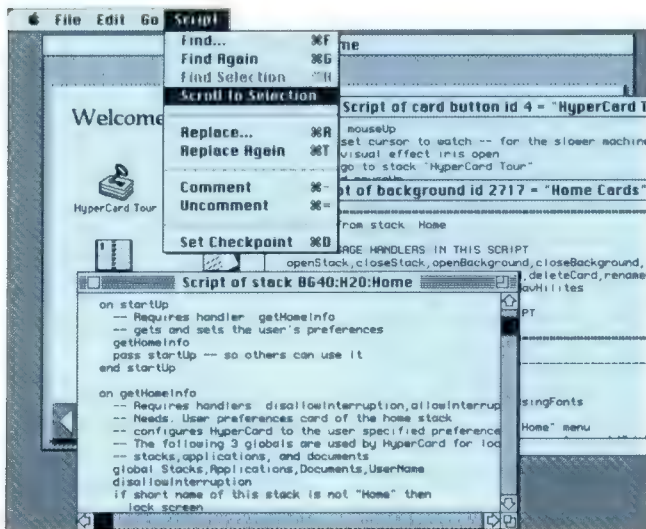 File Edit Go Script
Find... ⌘F
Find Again ⌘G
Find Selection ⌘H
Scroll to Selection
Replace... ⌘R
Replace Again ⌘T
Comment ⌘-
Uncomment ⌘=
Set Checkpoint ⌘D
me
Welcome
HyperCard Tour
Script of card button id 4 = "HyperCard T
mouseUp
set cursor to watch -- for the slower machine
visual effect iris open
go to stack "HyperCard Tour"
pt of background id 2717 = "Home Cards"
from stack Home
AGE HANDLERS IN THIS SCRIPT
openStack,closeStack,openBackground,closeBackground,
,deleteCard,rename
avHilites
PT
singFonts
Home" menu
Script of stack BG40:H20:Home
on startUp
-- Requires handler getHomeInfo
-- gets and sets the user's preferences
getHomeInfo
pass startUp -- so others can use it
end startUp
on getHomeInfo
-- Requires handlers disallowInterruption,allowInterrup
-- Needs. User preferences card of the home stack
-- configures HyperCard to the user specified preference
-- The following 3 globals are used by HyperCard for loc
-- stacks,applications, and documents
global Stacks,Applications,Documents,UserName
disallowInterruption
if short name of this stack is not "Home" then
lock screen